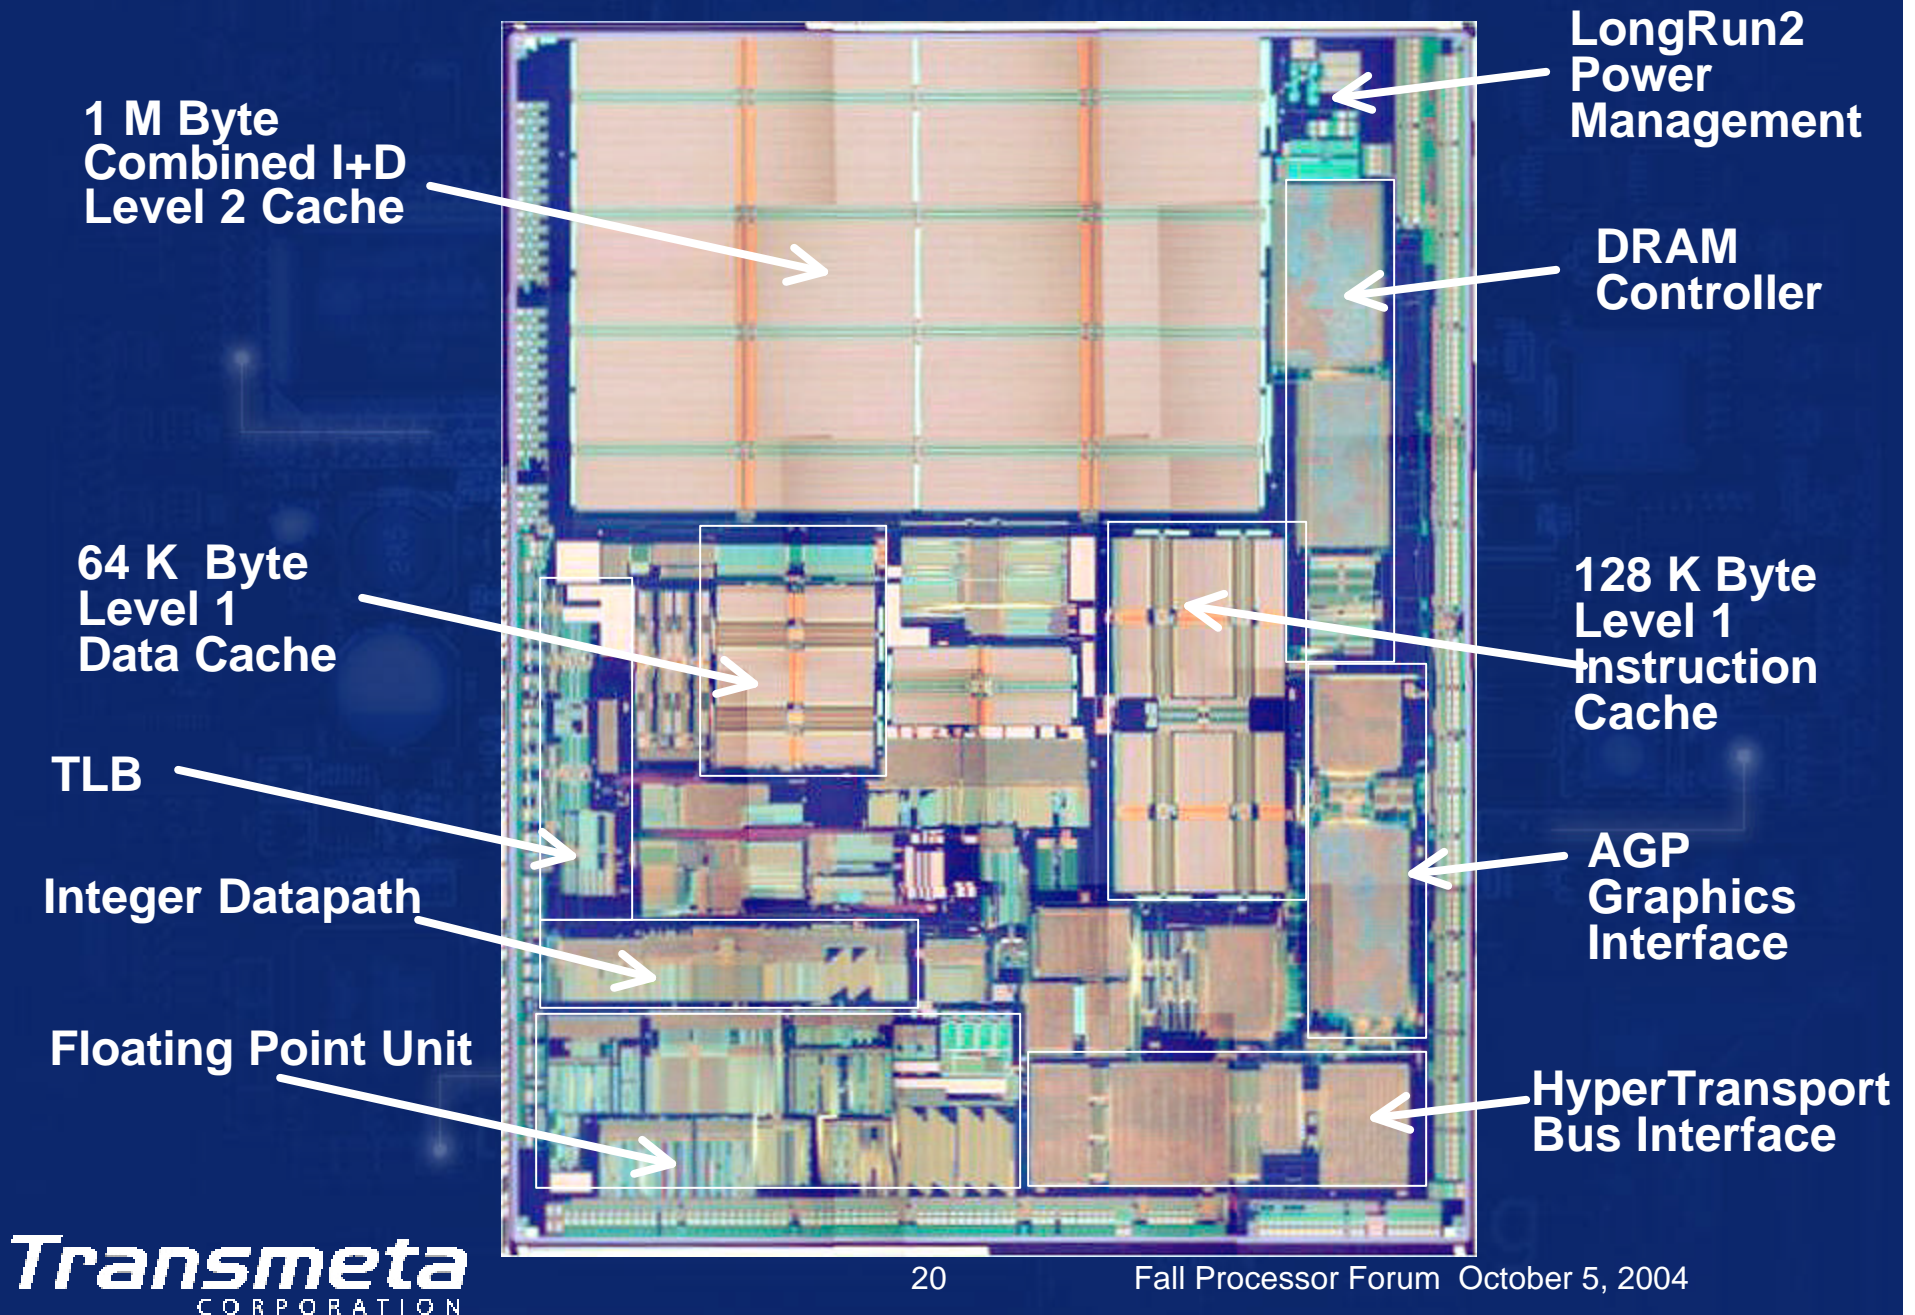 1 M Byte
Combined I+D
Level 2 Cache
64 K Byte
Level 1
Data Cache
TLB
Integer Datapath
Floating Point Unit
LongRun2
Power
Management
DRAM
Controller
128 K Byte
Level 1
Instruction
Cache
AGP
Graphics
Interface
HyperTransport
Bus Interface
Transmeta
CORPORATION
20
Fall Processor Forum October 5, 2004